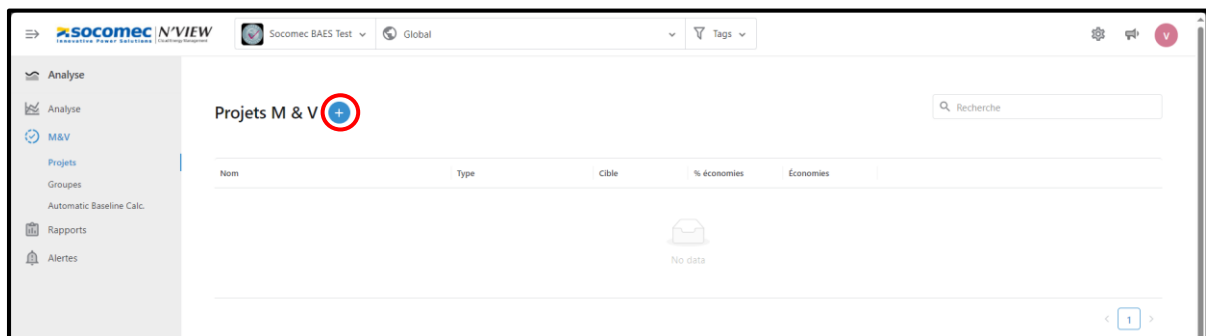 socomec N'VIEW
Innovative Power Solutions
Socomec BAES Test
Global
Tags
V
Analyse
Analyse
M&V
Projets
Groupes
Automatic Baseline Calc.
Rapports
Alertes
Projets M & V
Recherche
Nom Type Cible % économies Économies
No data
1